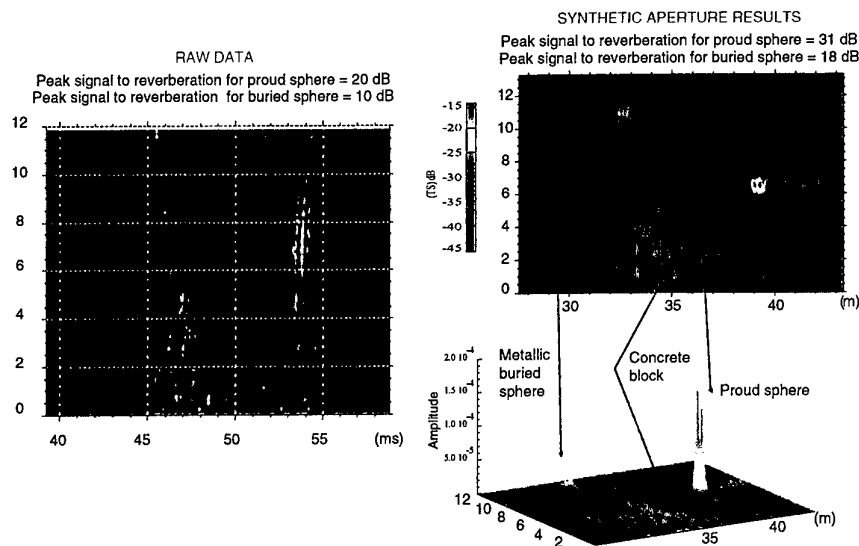 RAW DATA
Peak signal to reverberation for proud sphere = 20 dB
Peak signal to reverberation for buried sphere = 10 dB
12
10
8
6
4
2
0
40
45
50
55
(ms)
SYNTHETIC APERTURE RESULTS
Peak signal to reverberation for proud sphere = 31 dB
Peak signal to reverberation for buried sphere = 18 dB
-15
-20
-25
-30
-35
-40
-45
(TS)dB
12
10
8
6
4
2
0
30
35
40
(m)
Metallic
buried
sphere
Concrete
block
Proud sphere
Amplitude
2.0 10-4
1.5 10-4
1.0 10-4
5.0 10-5
12
10
8
6
4
2
35
40
(m)